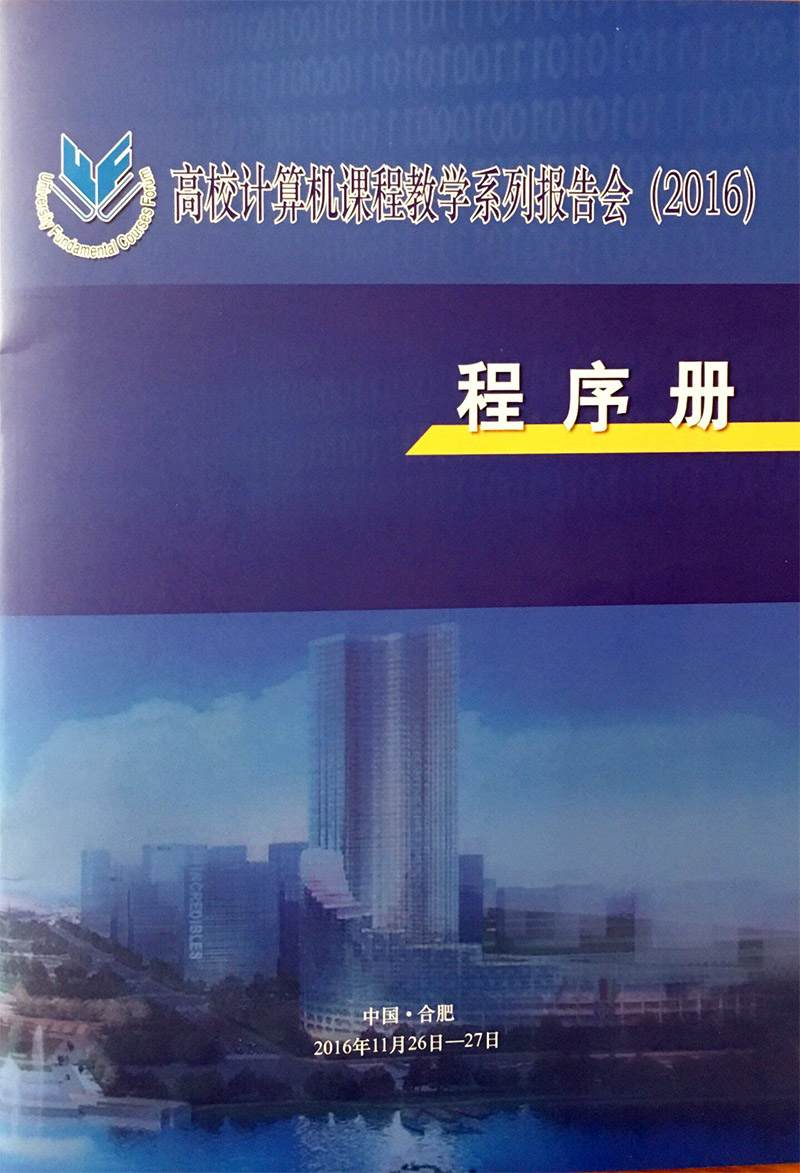 University Fundamental Courses Forum
高校计算机课程教学系列报告会（2016）
程序册
INCREDIBLES
中国·合肥
2016年11月26日—27日